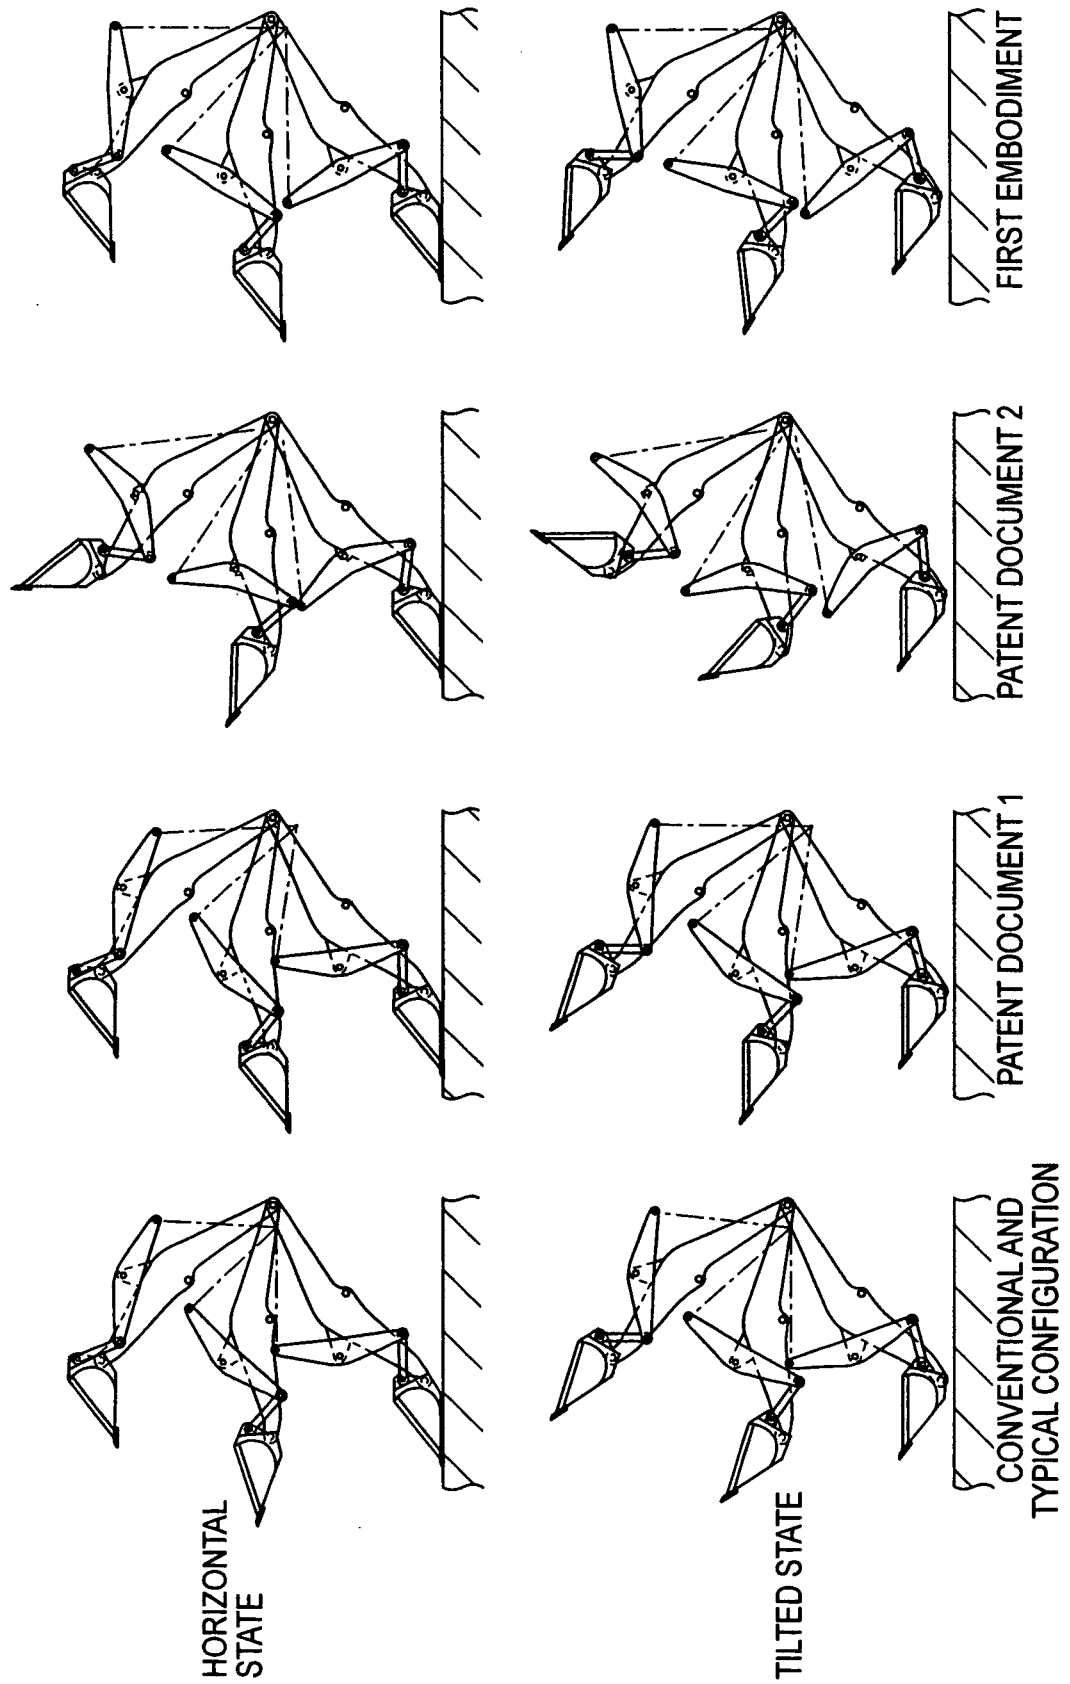 HORIZONTAL
STATE
TILTED STATE
CONVENTIONAL AND
TYPICAL CONFIGURATION
PATENT DOCUMENT 1
PATENT DOCUMENT 2
FIRST EMBODIMENT